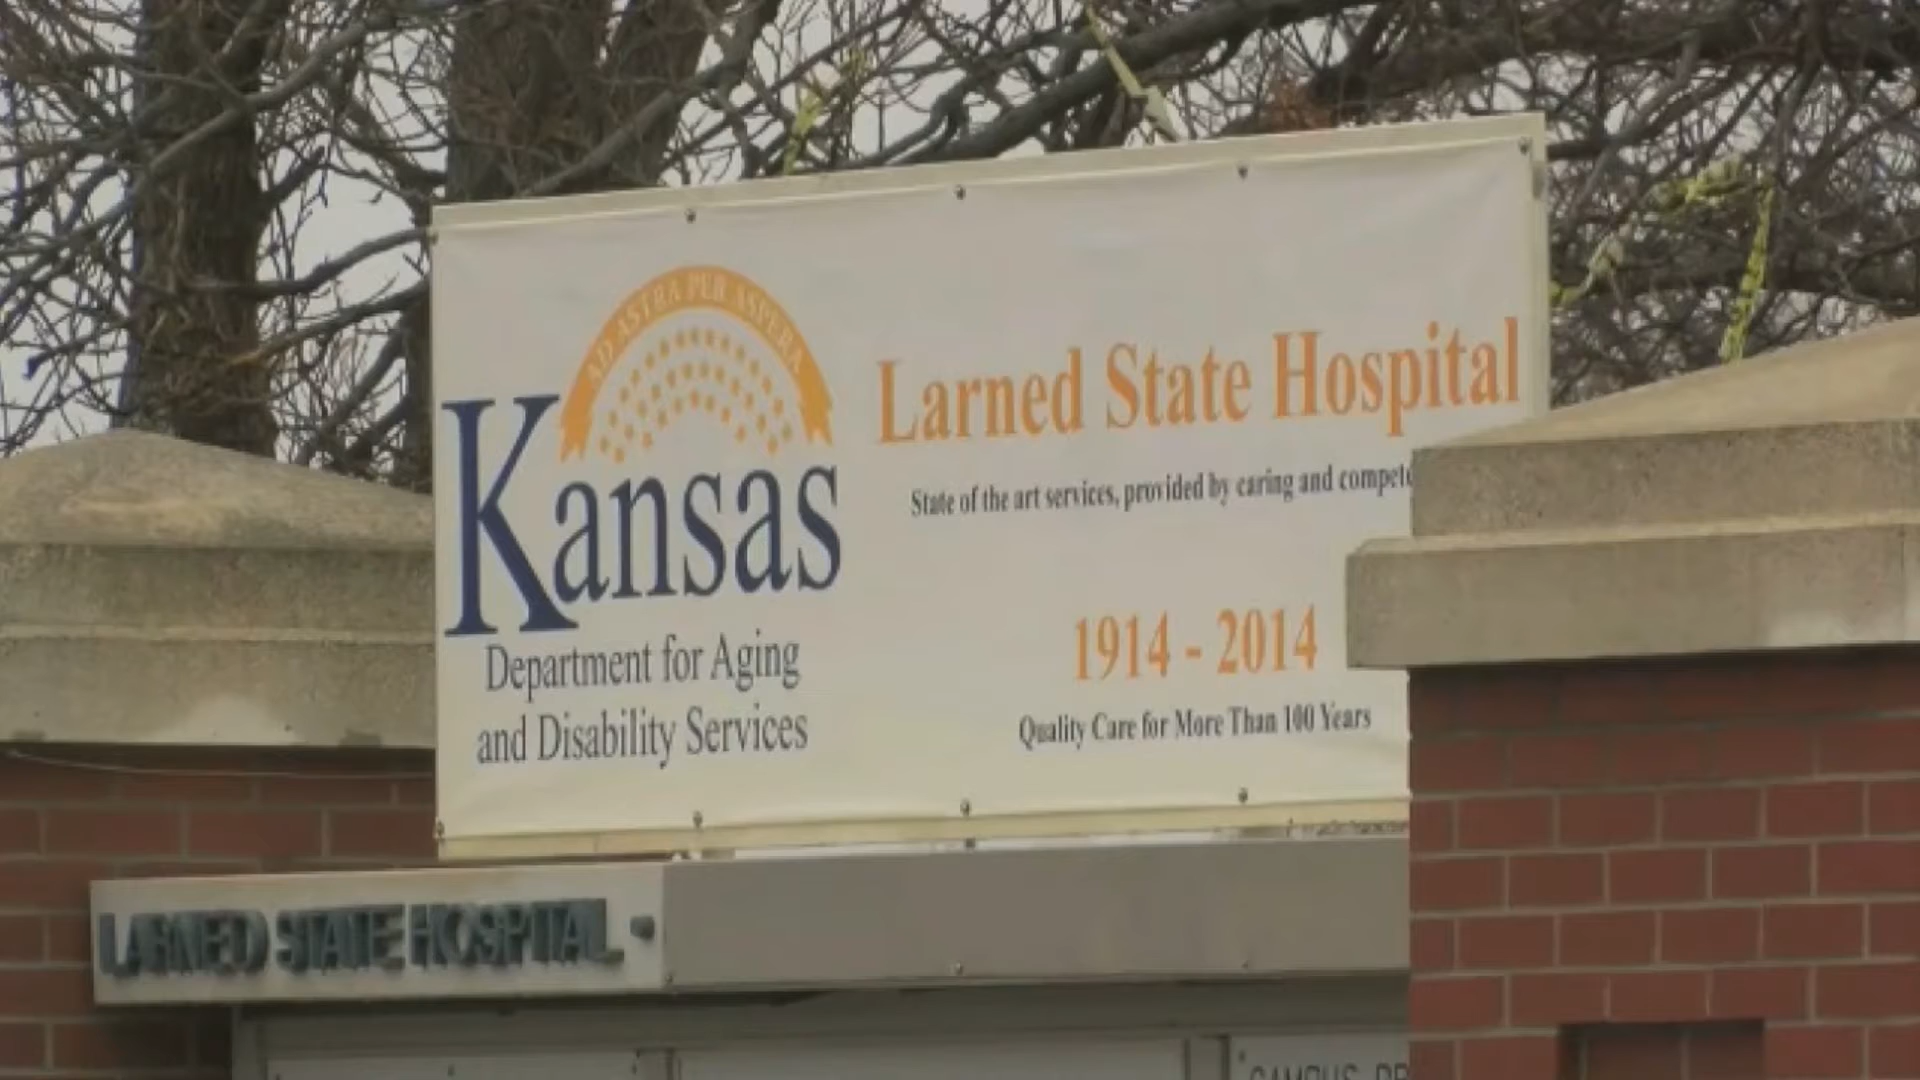 AD ASTRA PER ASPERA
Kansas
Department for Aging
and Disability Services
Larned State Hospital
State of the art services, provided by caring and
1914 - 2014
Quality Care for More Than 100 Years
LARNED STATE HOSPITAL
CAMPUS